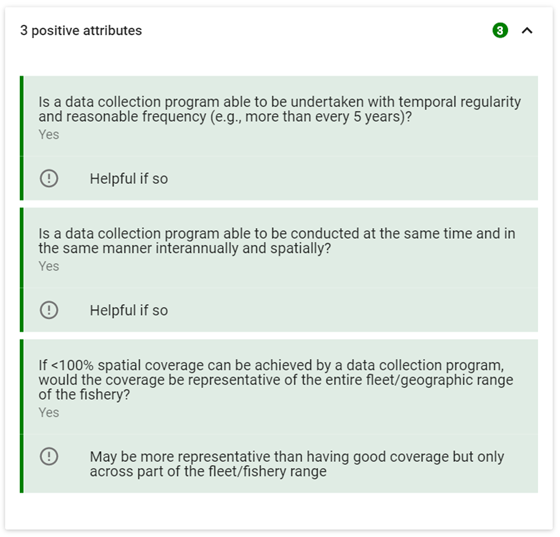 3 positive attributes
3
Is a data collection program able to be undertaken with temporal regularity
and reasonable frequency (e.g., more than every 5 years)?
Yes
Helpful if so
Is a data collection program able to be conducted at the same time and in
the same manner interannually and spatially?
Yes
Helpful if so
If <100% spatial coverage can be achieved by a data collection program,
would the coverage be representative of the entire fleet/geographic range
of the fishery?
Yes
May be more representative than having good coverage but only
across part of the fleet/fishery range